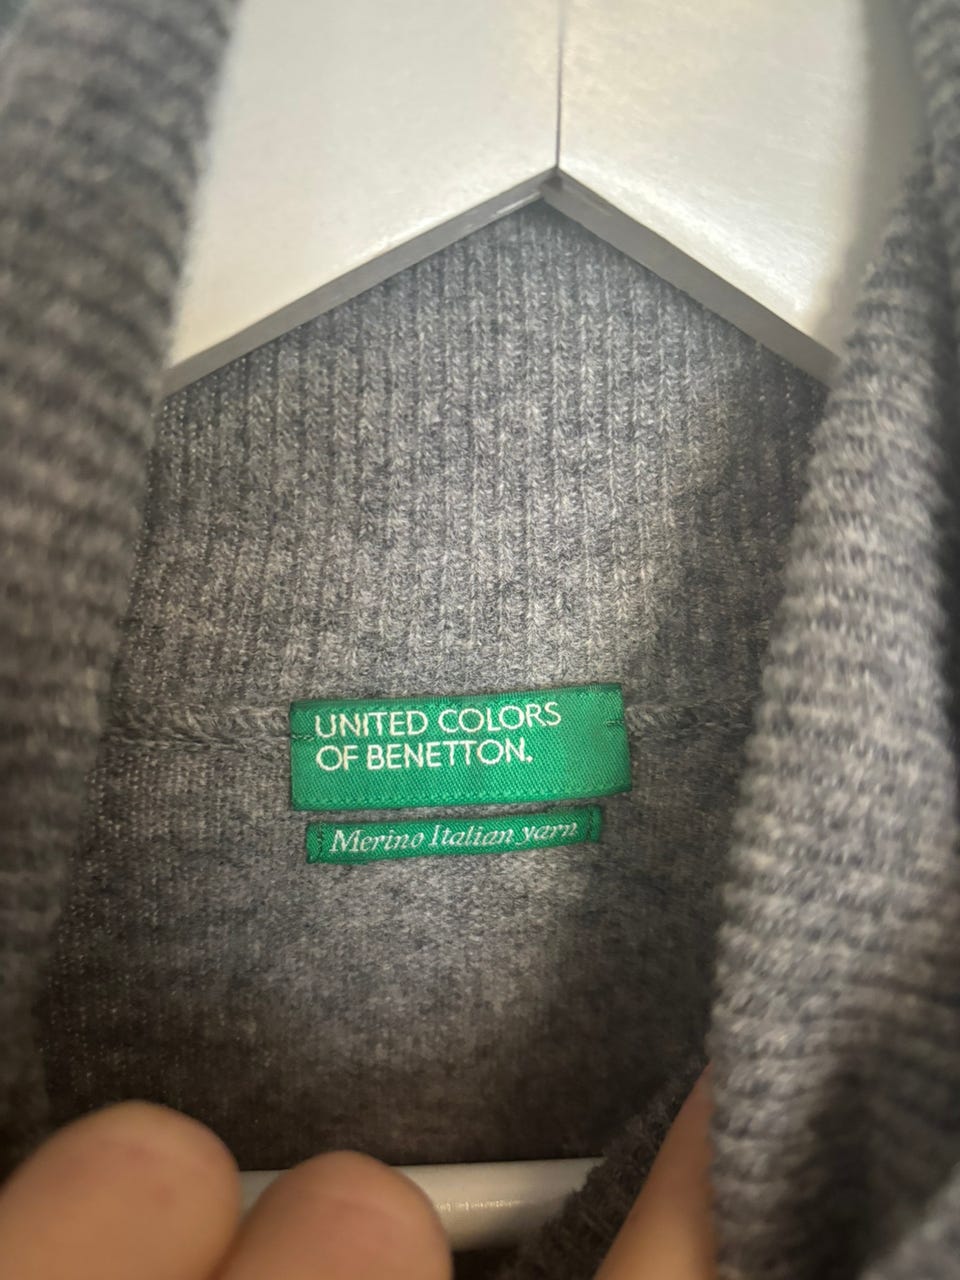 UNITED COLORS
OF BENETTON.
Merino Italian yarn